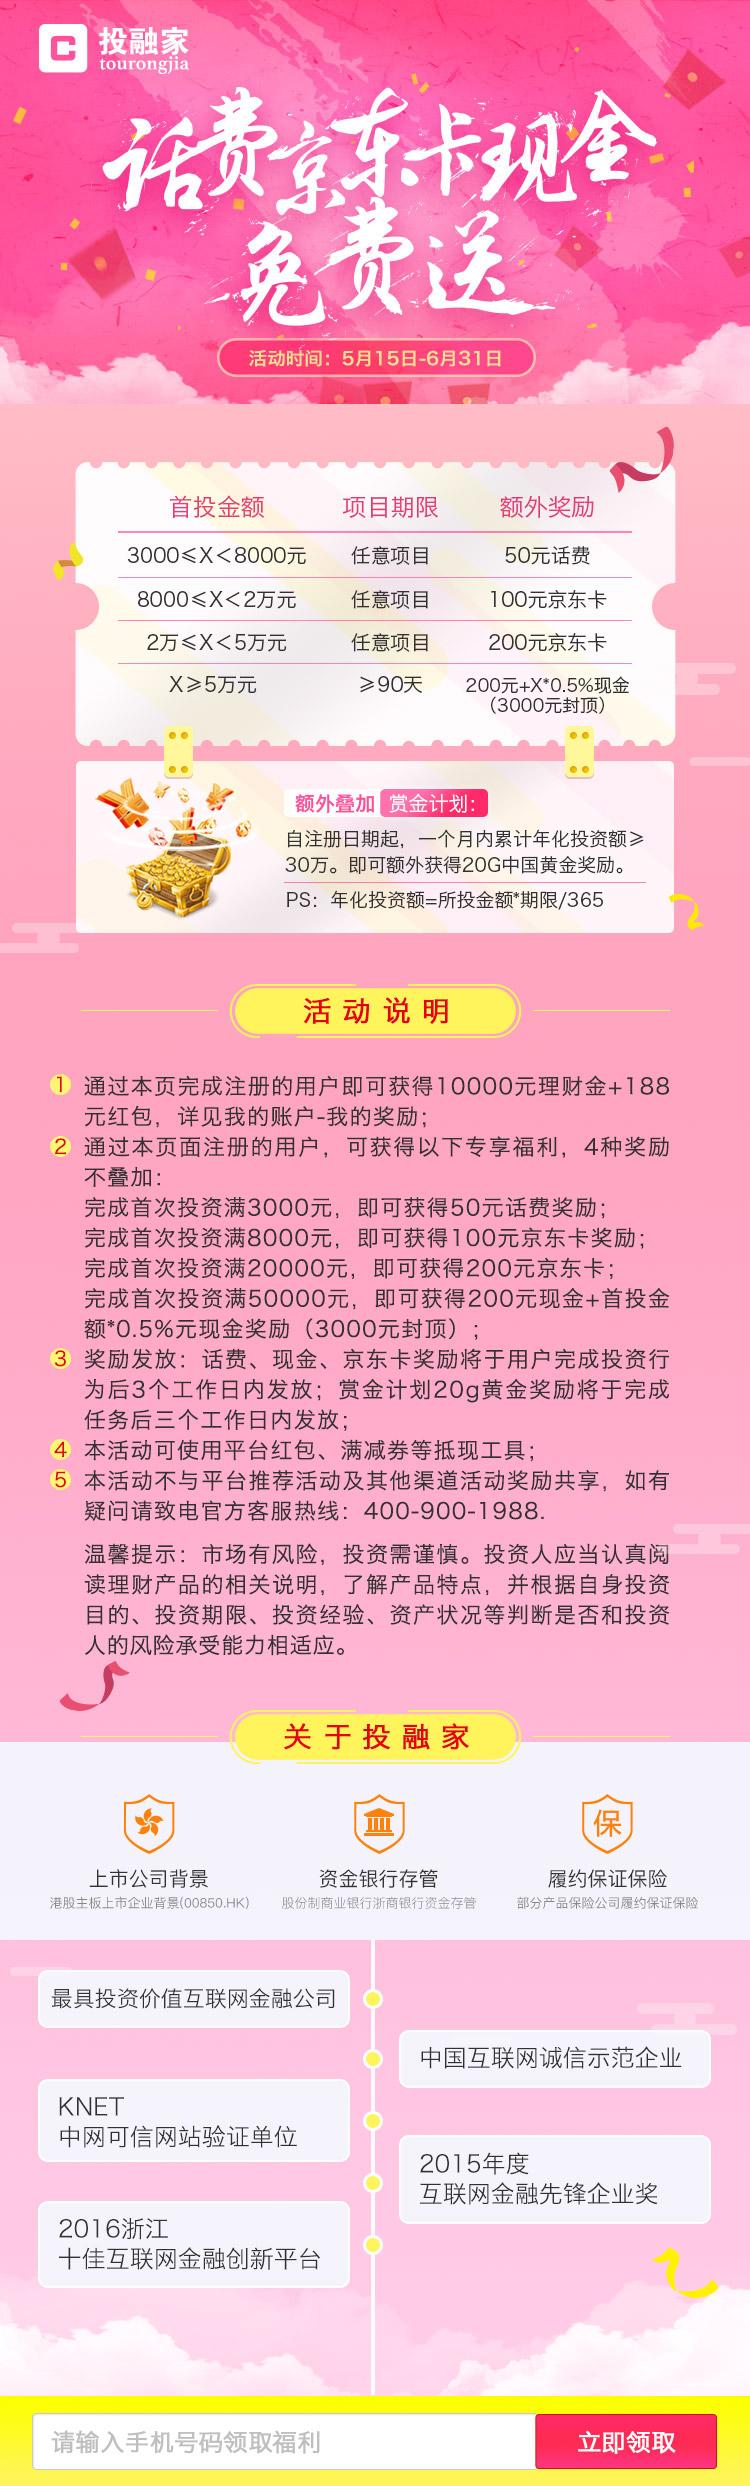 投融家
tourongjia
话费京东卡现金
免费送
活动时间：5月15日-6月31日
首投金额 项目期限 额外奖励
3000≤X＜8000元 任意项目 50元话费
8000≤X＜2万元 任意项目 100元京东卡
2万≤X＜5万元 任意项目 200元京东卡
X≥5万元 ≥90天 200元+X*0.5%现金
（3000元封顶）
额外叠加 赏金计划：
自注册日期起，一个月内累计年化投资额≥
30万。即可额外获得20G中国黄金奖励。
PS：年化投资额=所投金额*期限/365
活动说明
1 通过本页完成注册的用户即可获得10000元理财金+188
元红包，详见我的账户-我的奖励；
2 通过本页面注册的用户，可获得以下专享福利，4种奖励
不叠加：
完成首次投资满3000元，即可获得50元话费奖励；
完成首次投资满8000元，即可获得100元京东卡奖励；
完成首次投资满20000元，即可获得200元京东卡；
完成首次投资满50000元，即可获得200元现金+首投金
额*0.5%元现金奖励（3000元封顶）；
3 奖励发放：话费、现金、京东卡奖励将于用户完成投资行
为后3个工作日内发放；赏金计划20g黄金奖励将于完成
任务后三个工作日内发放；
4 本活动可使用平台红包、满减券等抵现工具；
5 本活动不与平台推荐活动及其他渠道活动奖励共享，如有
疑问请致电官方客服热线：400-900-1988.
温馨提示：市场有风险，投资需谨慎。投资人应当认真阅
读理财产品的相关说明，了解产品特点，并根据自身投资
目的、投资期限、投资经验、资产状况等判断是否和投资
人的风险承受能力相适应。
关于投融家
保
上市公司背景 资金银行存管 履约保证保险
港股主板上市企业背景(00850.HK) 股份制商业银行浙商银行资金存管 部分产品保险公司履约保证保险
最具投资价值互联网金融公司
中国互联网诚信示范企业
KNET
中网可信网站验证单位
2015年度
互联网金融先锋企业奖
2016浙江
十佳互联网金融创新平台
请输入手机号码领取福利 立即领取